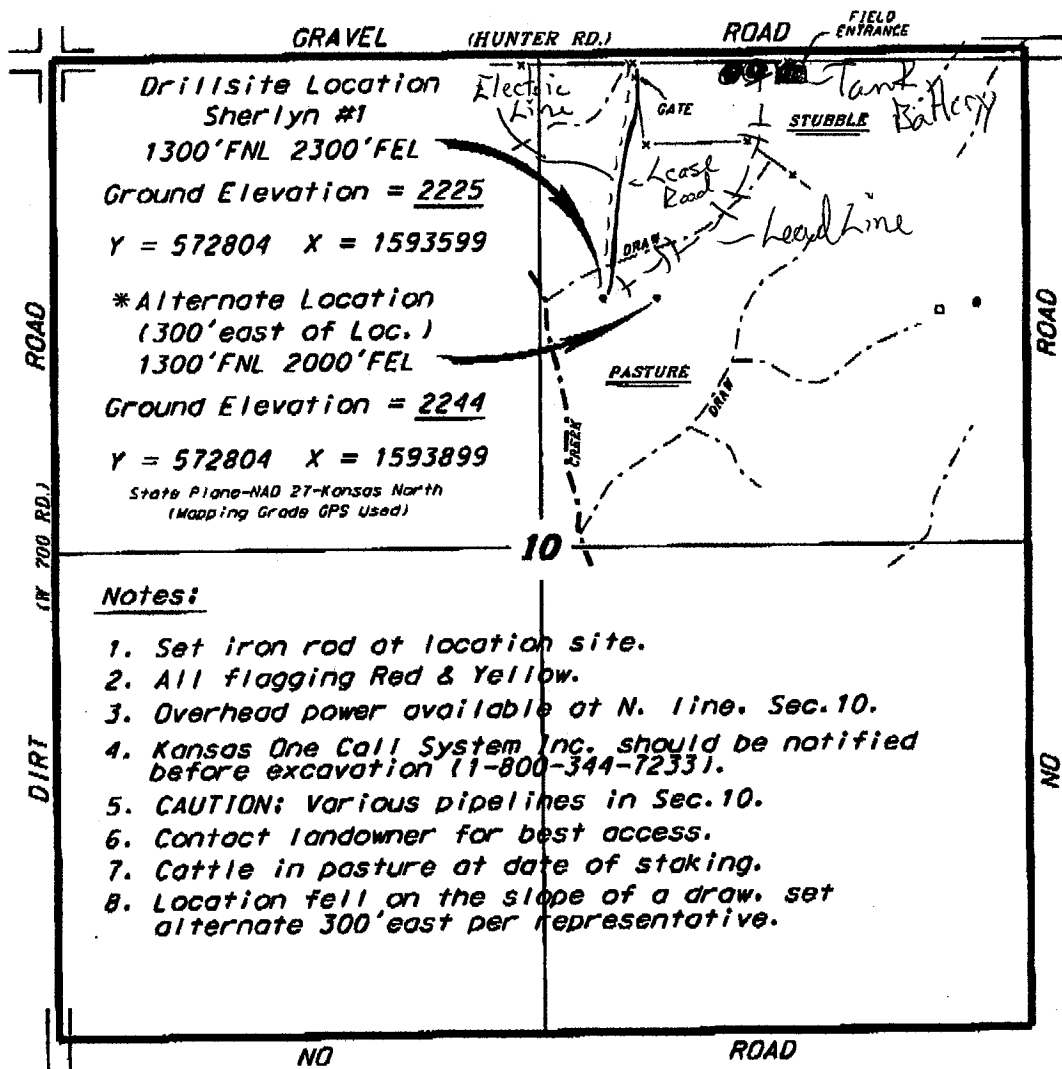 GRAVEL (HUNTER RD.) ROAD
FIELD
ENTRANCE
Drillsite Location
Sherlyn #1
1300'FNL 2300'FEL
Ground Elevation = 2225
Y = 572804 X = 1593599
*Alternate Location
(300'east of Loc.)
1300'FNL 2000'FEL
Ground Elevation = 2244
Y = 572804 X = 1593899
State Plane-NAD 27-Kansas North
(Mapping Grade GPS Used)
Electric
Line
GATE
Tank
Battery
STUBBLE
Lease
Road
Lead Line
DRAW
PASTURE
DRAW
CREEK
ROAD
(W 700 RD.)
DIRT
ROAD
NO
10
Notes:
1. Set iron rod at location site.
2. All flagging Red & Yellow.
3. Overhead power available at N. line. Sec.10.
4. Kansas One Call System Inc. should be notified
before excavation (1-800-344-7233).
5. CAUTION: Various pipelines in Sec.10.
6. Contact landowner for best access.
7. Cattle in pasture at date of staking.
8. Location fell on the slope of a draw. set
alternate 300'east per representative.
NO ROAD